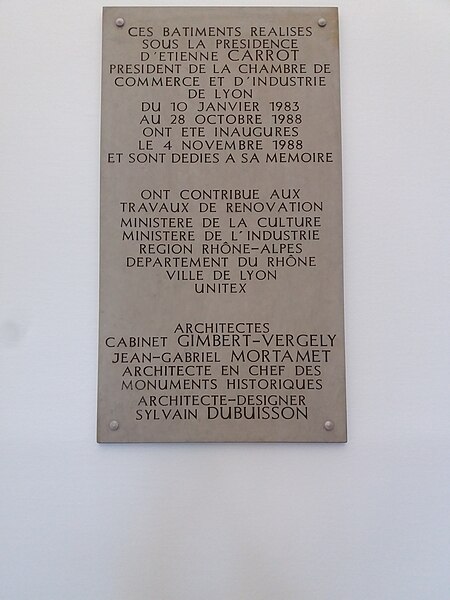 CES BATIMENTS REALISES
SOUS LA PRESIDENCE
D'ETIENNE CARROT
PRESIDENT DE LA CHAMBRE DE
COMMERCE ET D'INDUSTRIE
DE LYON
DU 10 JANVIER 1983
AU 28 OCTOBRE 1988
ONT ETE INAUGURES
LE 4 NOVEMBRE 1988
ET SONT DEDIES A SA MEMOIRE
ONT CONTRIBUE AUX
TRAVAUX DE RENOVATION
MINISTERE DE LA CULTURE
MINISTERE DE L'INDUSTRIE
REGION RHÔNE-ALPES
DEPARTEMENT DU RHÔNE
VILLE DE LYON
UNITEX
ARCHITECTES
CABINET GIMBERT-VERGELY
JEAN-GABRIEL MORTAMET
ARCHITECTE EN CHEF DES
MONUMENTS HISTORIQUES
ARCHITECTE-DESIGNER
SYLVAIN DUBUISSON